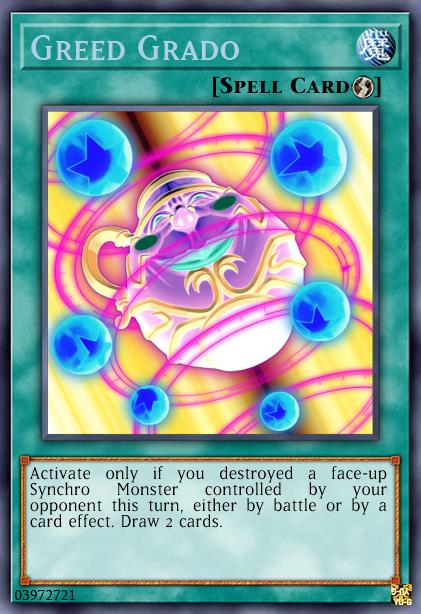 Greed Grado
魔
[Spell Card]
Activate only if you destroyed a face-up
Synchro Monster controlled by your
opponent this turn, either by battle or by a
card effect. Draw 2 cards.
03972721